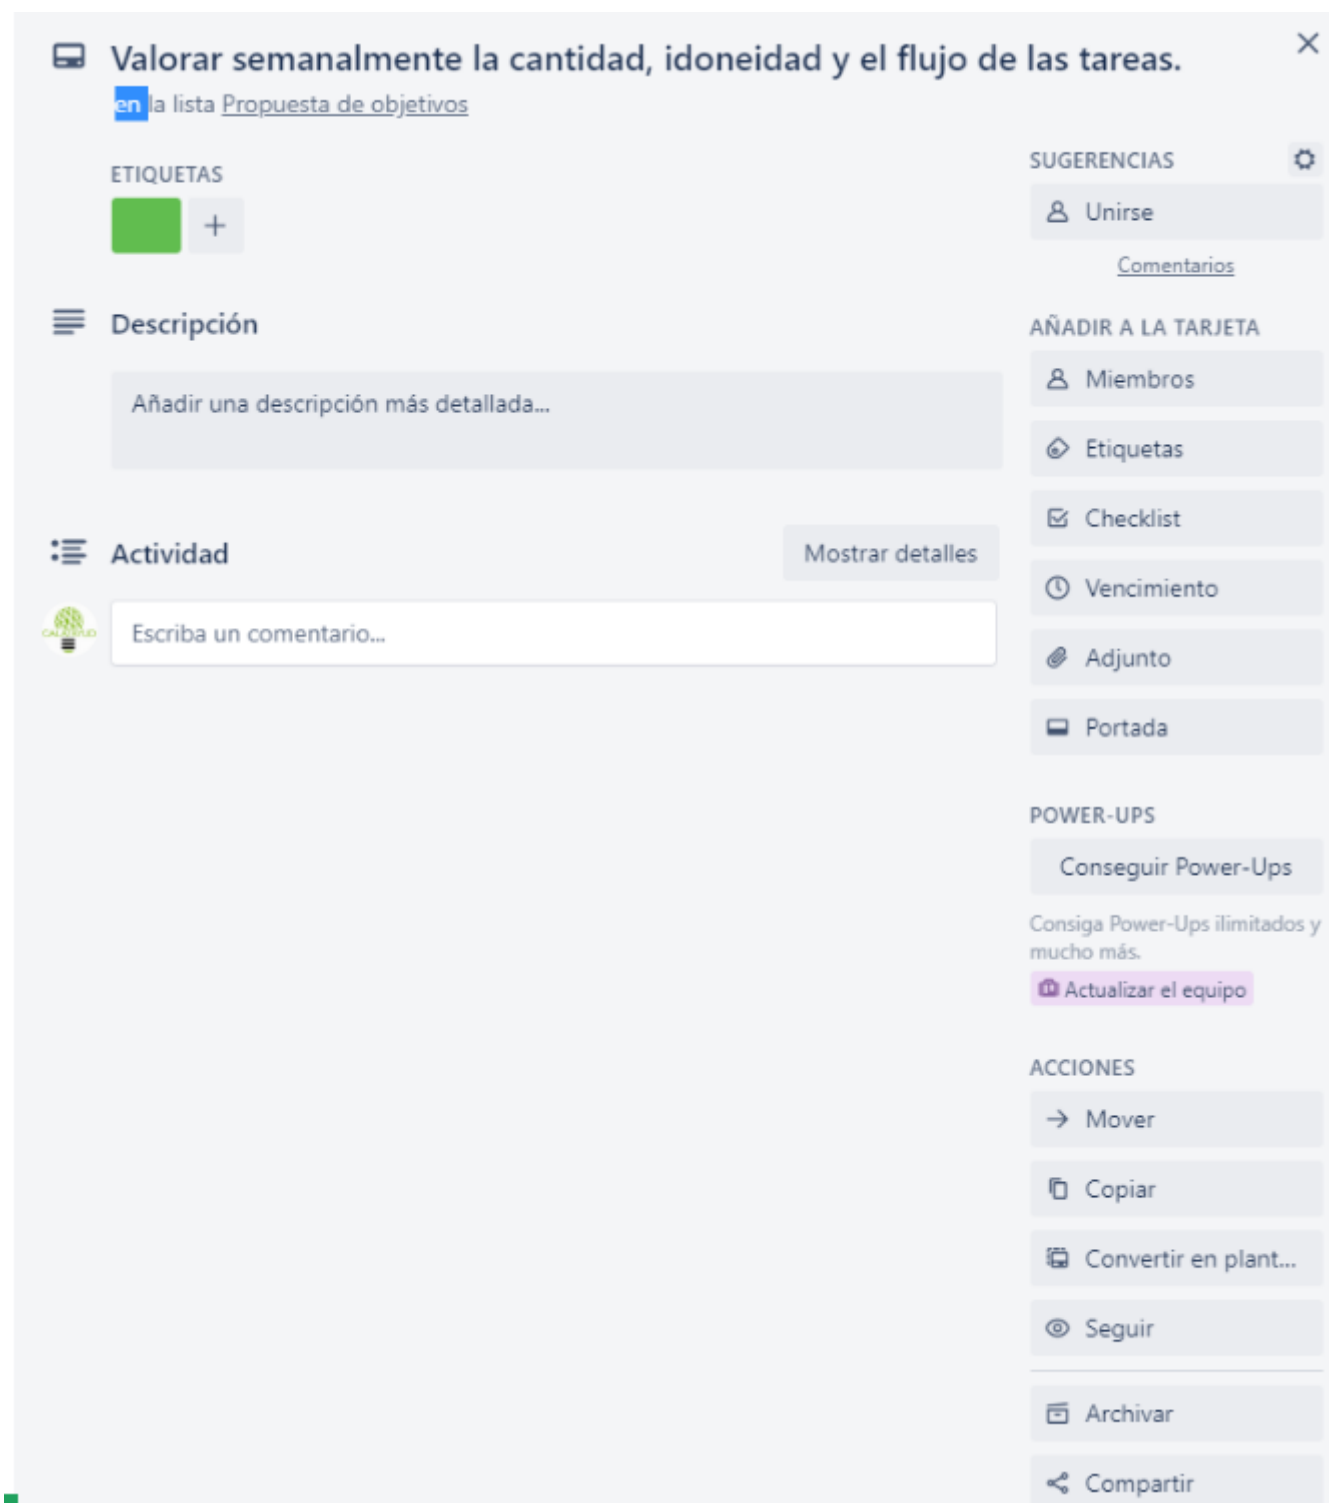 Valorar semanalmente la cantidad, idoneidad y el flujo de las tareas.
en la lista Propuesta de objetivos
ETIQUETAS
Descripción
Añadir una descripción más detallada...
Actividad
Mostrar detalles
Escriba un comentario...
SUGERENCIAS
Unirse
Comentarios
AÑADIR A LA TARJETA
Miembros
Etiquetas
Checklist
Vencimiento
Adjunto
Portada
POWER-UPS
Conseguir Power-Ups
Consiga Power-Ups ilimitados y
mucho más.
Actualizar el equipo
ACCIONES
Mover
Copiar
Convertir en plant...
Seguir
Archivar
Compartir